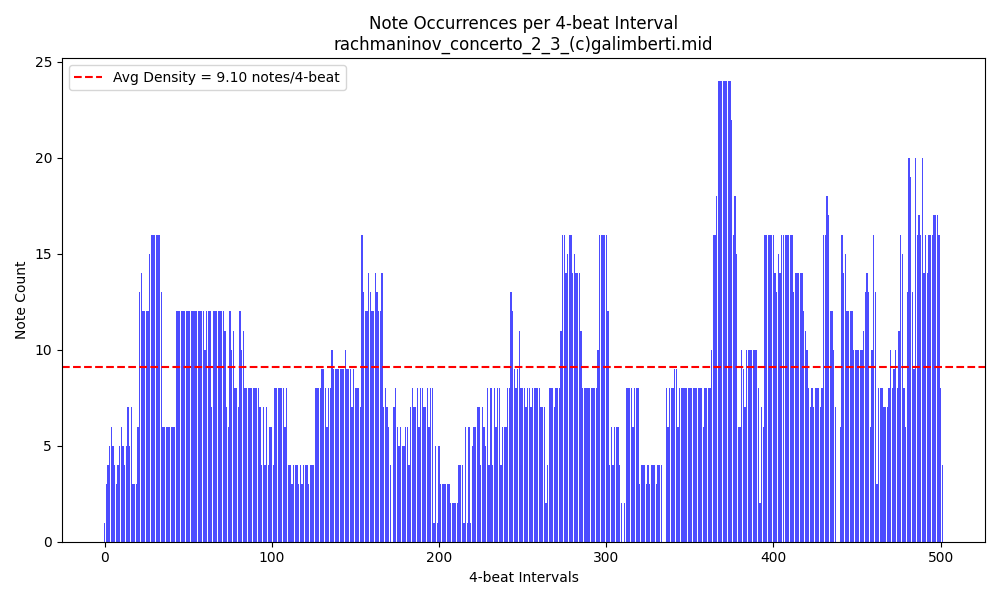 Note Occurrences per 4-beat Interval
rachmaninov_concerto_2_3_(c)galimberti.mid
Avg Density = 9.10 notes/4-beat
Note Count
25
20
15
10
5
0
0 100 200 300 400 500
4-beat Intervals